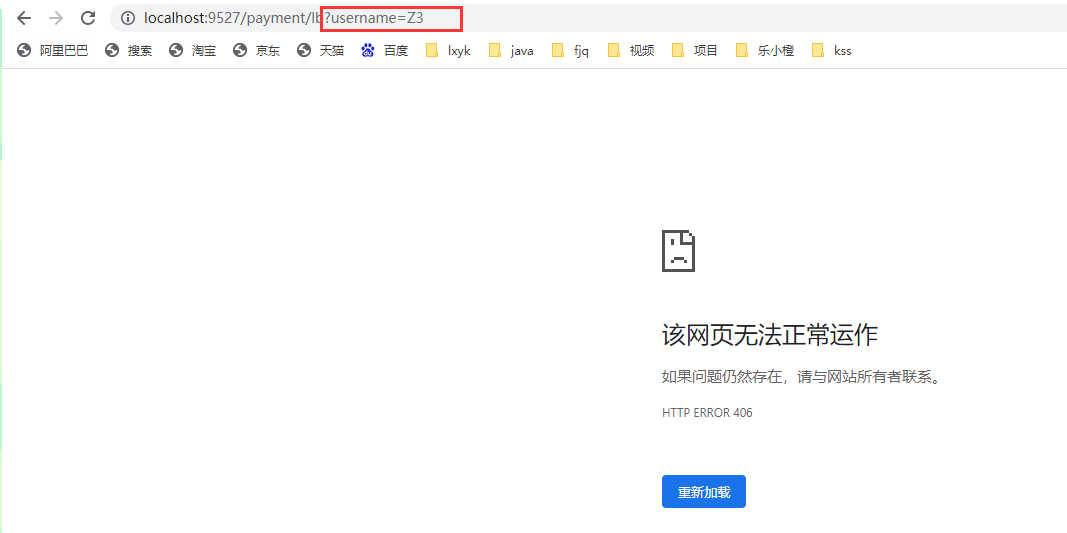 localhost:9527/payment/lb?username=Z3
阿里巴巴 搜索 淘宝 京东 天猫 百度 lxyk java fjq 视频 项目 乐小橙 kss
该网页无法正常运作
如果问题仍然存在，请与网站所有者联系。
HTTP ERROR 406
重新加载